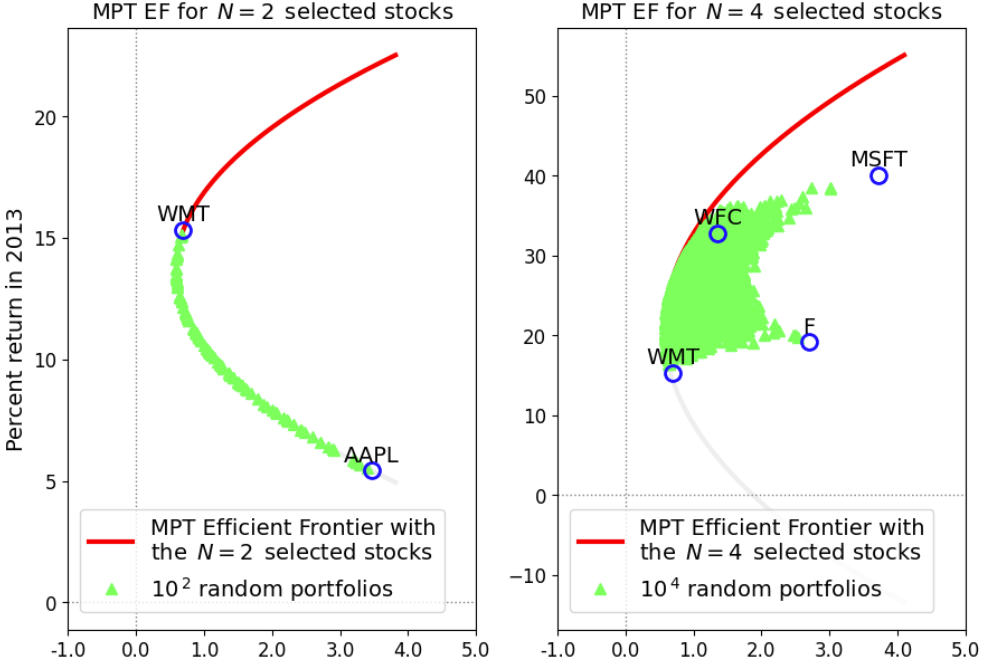 MPT EF for N = 2 selected stocks
Percent return in 2013
20
15
10
5
0
WMT
AAPL
MPT Efficient Frontier with
the N = 2 selected stocks
10² random portfolios
-1.0 0.0 1.0 2.0 3.0 4.0 5.0
MPT EF for N = 4 selected stocks
50
40
30
20
10
0
−10
MSFT
WFC
F
WMT
MPT Efficient Frontier with
the N = 4 selected stocks
10⁴ random portfolios
-1.0 0.0 1.0 2.0 3.0 4.0 5.0